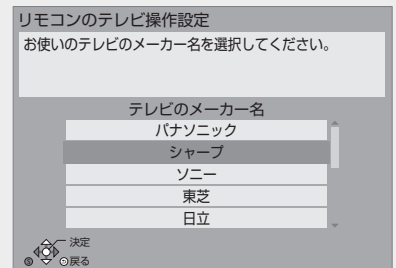 リモコンのテレビ操作設定
お使いのテレビのメーカー名を選択してください。
テレビのメーカー名
パナソニック
シャープ
ソニー
東芝
日立
決定
戻る